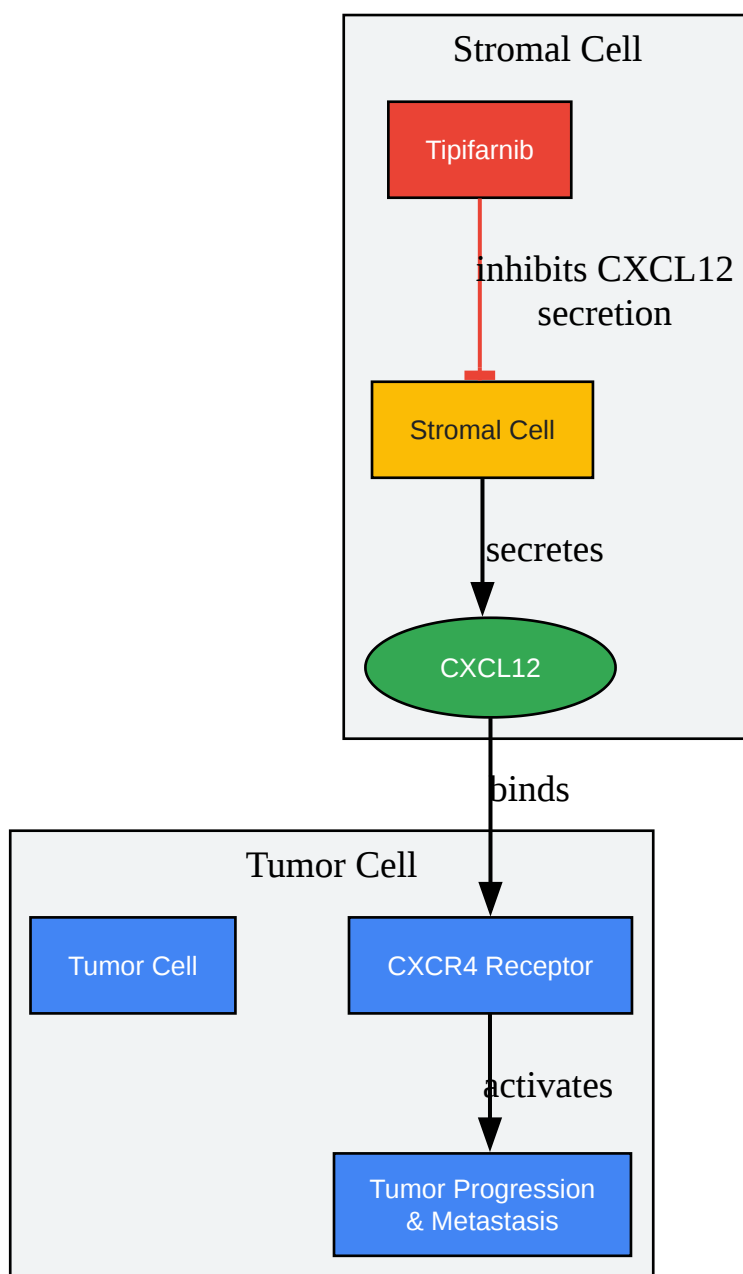 Stromal Cell
Tipifarnib
inhibits CXCL12
secretion
Stromal Cell
secretes
CXCL12
binds
Tumor Cell
Tumor Cell
CXCR4 Receptor
activates
Tumor Progression
& Metastasis